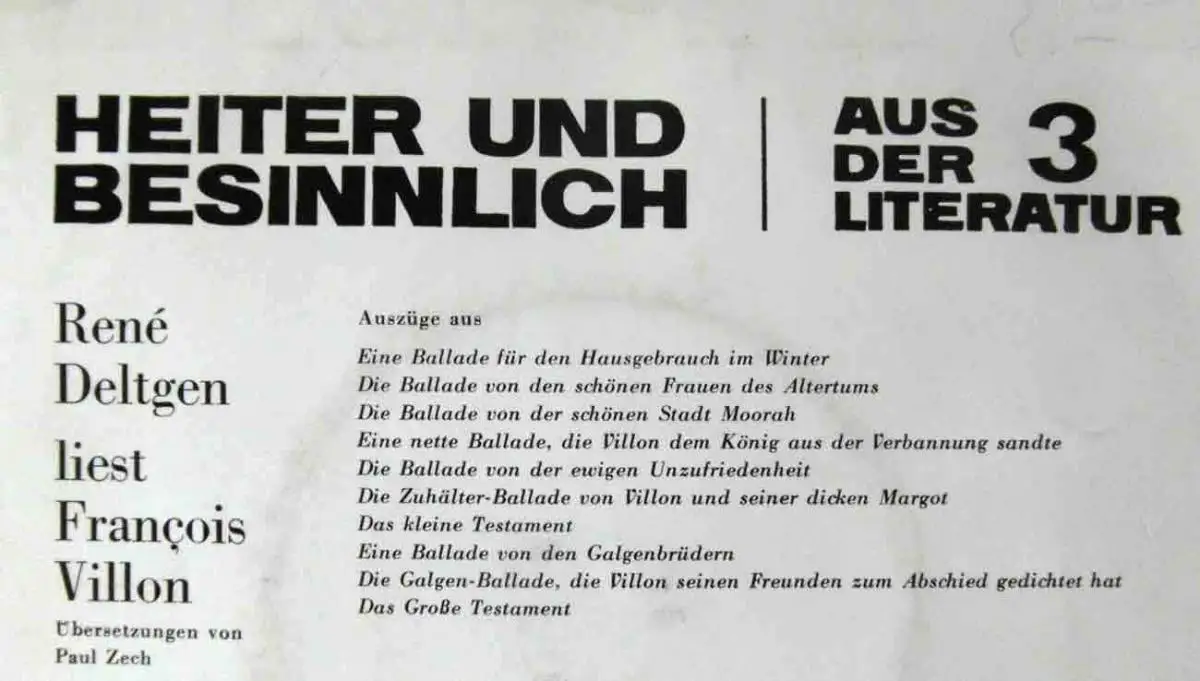 HEITER UND
BESINNLICH
AUS
DER 3
LITERATUR
René
Deltgen
liest
François
Villon
Übersetzungen von
Paul Zech
Auszüge aus
Eine Ballade für den Hausgebrauch im Winter
Die Ballade von den schönen Frauen des Altertums
Die Ballade von der schönen Stadt Moorah
Eine nette Ballade, die Villon dem König aus der Verbannung sandte
Die Ballade von der ewigen Unzufriedenheit
Die Zuhälter-Ballade von Villon und seiner dicken Margot
Das kleine Testament
Eine Ballade von den Galgenbrüdern
Die Galgen-Ballade, die Villon seinen Freunden zum Abschied gedichtet hat
Das Große Testament